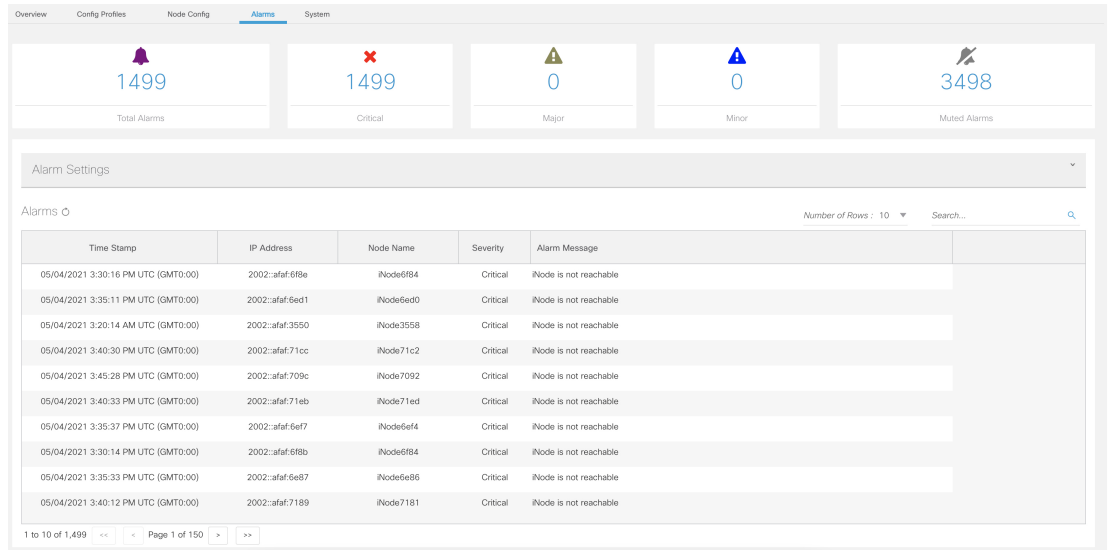 Overview Config Profiles Node Config Alarms System
1499 1499 0 0 3498
Total Alarms Critical Major Minor Muted Alarms
Alarm Settings
Alarms
Number of Rows : 10 Search...
Time Stamp IP Address Node Name Severity Alarm Message
05/04/2021 3:30:16 PM UTC (GMT0:00) 2002::afaf:6f8e iNode6f84 Critical iNode is not reachable
05/04/2021 3:35:11 PM UTC (GMT0:00) 2002::afaf:6ed1 iNode6ed0 Critical iNode is not reachable
05/04/2021 3:20:14 AM UTC (GMT0:00) 2002::afaf:3550 iNode3558 Critical iNode is not reachable
05/04/2021 3:40:30 PM UTC (GMT0:00) 2002::afaf:71cc iNode71c2 Critical iNode is not reachable
05/04/2021 3:45:28 PM UTC (GMT0:00) 2002::afaf:709c iNode7092 Critical iNode is not reachable
05/04/2021 3:40:33 PM UTC (GMT0:00) 2002::afaf:71eb iNode71ed Critical iNode is not reachable
05/04/2021 3:35:37 PM UTC (GMT0:00) 2002::afaf:6ef7 iNode6ef4 Critical iNode is not reachable
05/04/2021 3:30:14 PM UTC (GMT0:00) 2002::afaf:6f8b iNode6f84 Critical iNode is not reachable
05/04/2021 3:35:33 PM UTC (GMT0:00) 2002::afaf:6e87 iNode6e86 Critical iNode is not reachable
05/04/2021 3:40:12 PM UTC (GMT0:00) 2002::afaf:7189 iNode7181 Critical iNode is not reachable
1 to 10 of 1,499 << < Page 1 of 150 > >>